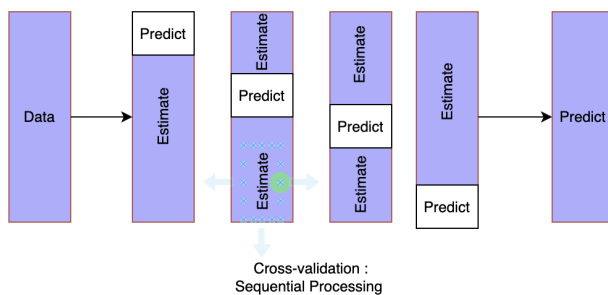 Data
Predict
Estimate
Estimate
Predict
Estimate
Estimate
Predict
Estimate
Estimate
Predict
Predict
Cross-validation :
Sequential Processing